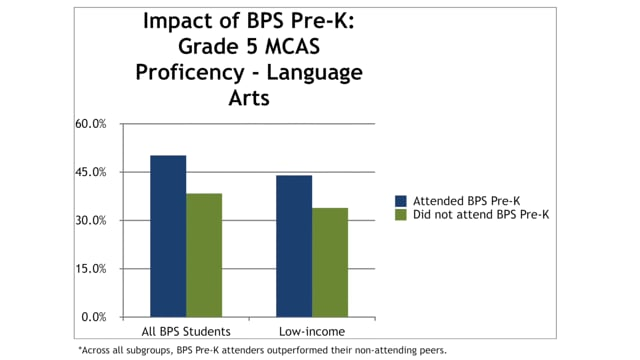 Impact of BPS Pre-K:
Grade 5 MCAS
Proficency - Language
Arts
60.0%
45.0%
30.0%
15.0%
0.0%
All BPS Students
Low-income
Attended BPS Pre-K
Did not attend BPS Pre-K
*Across all subgroups, BPS Pre-K attenders outperformed their non-attending peers.